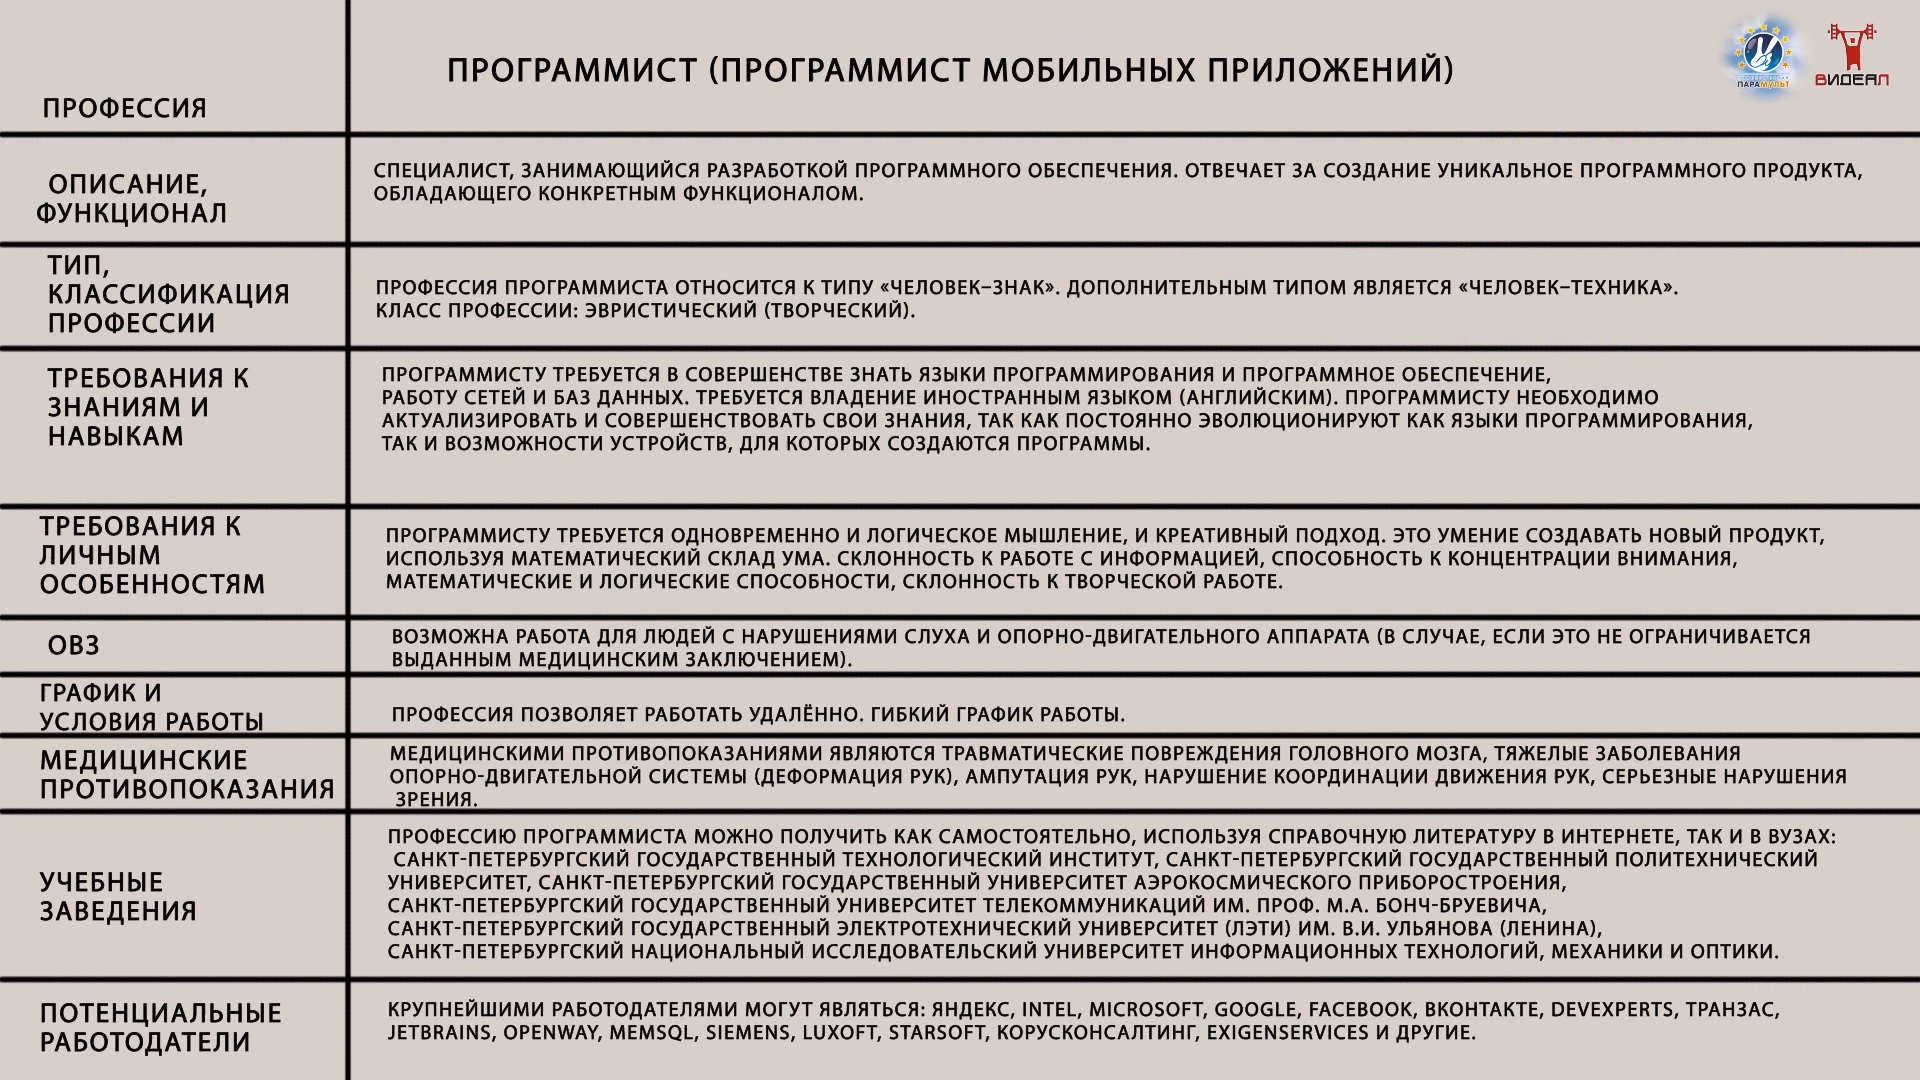 ПРОГРАММИСТ (ПРОГРАММИСТ МОБИЛЬНЫХ ПРИЛОЖЕНИЙ)
ПАРАМУЛЬТ
ВИДЕАЛ
ПРОФЕССИЯ
ОПИСАНИЕ,
ФУНКЦИОНАЛ
СПЕЦИАЛИСТ, ЗАНИМАЮЩИЙСЯ РАЗРАБОТКОЙ ПРОГРАММНОГО ОБЕСПЕЧЕНИЯ. ОТВЕЧАЕТ ЗА СОЗДАНИЕ УНИКАЛЬНОЕ ПРОГРАММНОГО ПРОДУКТА,
ОБЛАДАЮЩЕГО КОНКРЕТНЫМ ФУНКЦИОНАЛОМ.
ТИП,
КЛАССИФИКАЦИЯ
ПРОФЕССИИ
ПРОФЕССИЯ ПРОГРАММИСТА ОТНОСИТСЯ К ТИПУ «ЧЕЛОВЕК–ЗНАК». ДОПОЛНИТЕЛЬНЫМ ТИПОМ ЯВЛЯЕТСЯ «ЧЕЛОВЕК–ТЕХНИКА».
КЛАСС ПРОФЕССИИ: ЭВРИСТИЧЕСКИЙ (ТВОРЧЕСКИЙ).
ТРЕБОВАНИЯ К
ЗНАНИЯМ И
НАВЫКАМ
ПРОГРАММИСТУ ТРЕБУЕТСЯ В СОВЕРШЕНСТВЕ ЗНАТЬ ЯЗЫКИ ПРОГРАММИРОВАНИЯ И ПРОГРАММНОЕ ОБЕСПЕЧЕНИЕ,
РАБОТУ СЕТЕЙ И БАЗ ДАННЫХ. ТРЕБУЕТСЯ ВЛАДЕНИЕ ИНОСТРАННЫМ ЯЗЫКОМ (АНГЛИЙСКИМ). ПРОГРАММИСТУ НЕОБХОДИМО
АКТУАЛИЗИРОВАТЬ И СОВЕРШЕНСТВОВАТЬ СВОИ ЗНАНИЯ, ТАК КАК ПОСТОЯННО ЭВОЛЮЦИОНИРУЮТ КАК ЯЗЫКИ ПРОГРАММИРОВАНИЯ,
ТАК И ВОЗМОЖНОСТИ УСТРОЙСТВ, ДЛЯ КОТОРЫХ СОЗДАЮТСЯ ПРОГРАММЫ.
ТРЕБОВАНИЯ К
ЛИЧНЫМ
ОСОБЕННОСТЯМ
ПРОГРАММИСТУ ТРЕБУЕТСЯ ОДНОВРЕМЕННО И ЛОГИЧЕСКОЕ МЫШЛЕНИЕ, И КРЕАТИВНЫЙ ПОДХОД. ЭТО УМЕНИЕ СОЗДАВАТЬ НОВЫЙ ПРОДУКТ,
ИСПОЛЬЗУЯ МАТЕМАТИЧЕСКИЙ СКЛАД УМА. СКЛОННОСТЬ К РАБОТЕ С ИНФОРМАЦИЕЙ, СПОСОБНОСТЬ К КОНЦЕНТРАЦИИ ВНИМАНИЯ,
МАТЕМАТИЧЕСКИЕ И ЛОГИЧЕСКИЕ СПОСОБНОСТИ, СКЛОННОСТЬ К ТВОРЧЕСКОЙ РАБОТЕ.
ОВЗ
ВОЗМОЖНА РАБОТА ДЛЯ ЛЮДЕЙ С НАРУШЕНИЯМИ СЛУХА И ОПОРНО-ДВИГАТЕЛЬНОГО АППАРАТА (В СЛУЧАЕ, ЕСЛИ ЭТО НЕ ОГРАНИЧИВАЕТСЯ
ВЫДАННЫМ МЕДИЦИНСКИМ ЗАКЛЮЧЕНИЕМ).
ГРАФИК И
УСЛОВИЯ РАБОТЫ
ПРОФЕССИЯ ПОЗВОЛЯЕТ РАБОТАТЬ УДАЛЁННО. ГИБКИЙ ГРАФИК РАБОТЫ.
МЕДИЦИНСКИЕ
ПРОТИВОПОКАЗАНИЯ
МЕДИЦИНСКИМИ ПРОТИВОПОКАЗАНИЯМИ ЯВЛЯЮТСЯ ТРАВМАТИЧЕСКИЕ ПОВРЕЖДЕНИЯ ГОЛОВНОГО МОЗГА, ТЯЖЕЛЫЕ ЗАБОЛЕВАНИЯ
ОПОРНО-ДВИГАТЕЛЬНОЙ СИСТЕМЫ (ДЕФОРМАЦИЯ РУК), АМПУТАЦИЯ РУК, НАРУШЕНИЕ КООРДИНАЦИИ ДВИЖЕНИЯ РУК, СЕРЬЕЗНЫЕ НАРУШЕНИЯ
ЗРЕНИЯ.
УЧЕБНЫЕ
ЗАВЕДЕНИЯ
ПРОФЕССИЮ ПРОГРАММИСТА МОЖНО ПОЛУЧИТЬ КАК САМОСТОЯТЕЛЬНО, ИСПОЛЬЗУЯ СПРАВОЧНУЮ ЛИТЕРАТУРУ В ИНТЕРНЕТЕ, ТАК И В ВУЗАХ:
САНКТ-ПЕТЕРБУРГСКИЙ ГОСУДАРСТВЕННЫЙ ТЕХНОЛОГИЧЕСКИЙ ИНСТИТУТ, САНКТ-ПЕТЕРБУРГСКИЙ ГОСУДАРСТВЕННЫЙ ПОЛИТЕХНИЧЕСКИЙ
УНИВЕРСИТЕТ, САНКТ-ПЕТЕРБУРГСКИЙ ГОСУДАРСТВЕННЫЙ УНИВЕРСИТЕТ АЭРОКОСМИЧЕСКОГО ПРИБОРОСТРОЕНИЯ,
САНКТ-ПЕТЕРБУРГСКИЙ ГОСУДАРСТВЕННЫЙ УНИВЕРСИТЕТ ТЕЛЕКОММУНИКАЦИЙ ИМ. ПРОФ. М.А. БОНЧ-БРУЕВИЧА,
САНКТ-ПЕТЕРБУРГСКИЙ ГОСУДАРСТВЕННЫЙ ЭЛЕКТРОТЕХНИЧЕСКИЙ УНИВЕРСИТЕТ (ЛЭТИ) ИМ. В.И. УЛЬЯНОВА (ЛЕНИНА),
САНКТ-ПЕТЕРБУРГСКИЙ НАЦИОНАЛЬНЫЙ ИССЛЕДОВАТЕЛЬСКИЙ УНИВЕРСИТЕТ ИНФОРМАЦИОННЫХ ТЕХНОЛОГИЙ, МЕХАНИКИ И ОПТИКИ.
ПОТЕНЦИАЛЬНЫЕ
РАБОТОДАТЕЛИ
КРУПНЕЙШИМИ РАБОТОДАТЕЛЯМИ МОГУТ ЯВЛЯТЬСЯ: ЯНДЕКС, INTEL, MICROSOFT, GOOGLE, FACEBOOK, ВКОНТАКТЕ, DEVEXPERTS, ТРАНЗАС,
JETBRAINS, OPENWAY, MEMSQL, SIEMENS, LUXOFT, STARSOFT, КОРУСКОНСАЛТИНГ, EXIGENSERVICES И ДРУГИЕ.